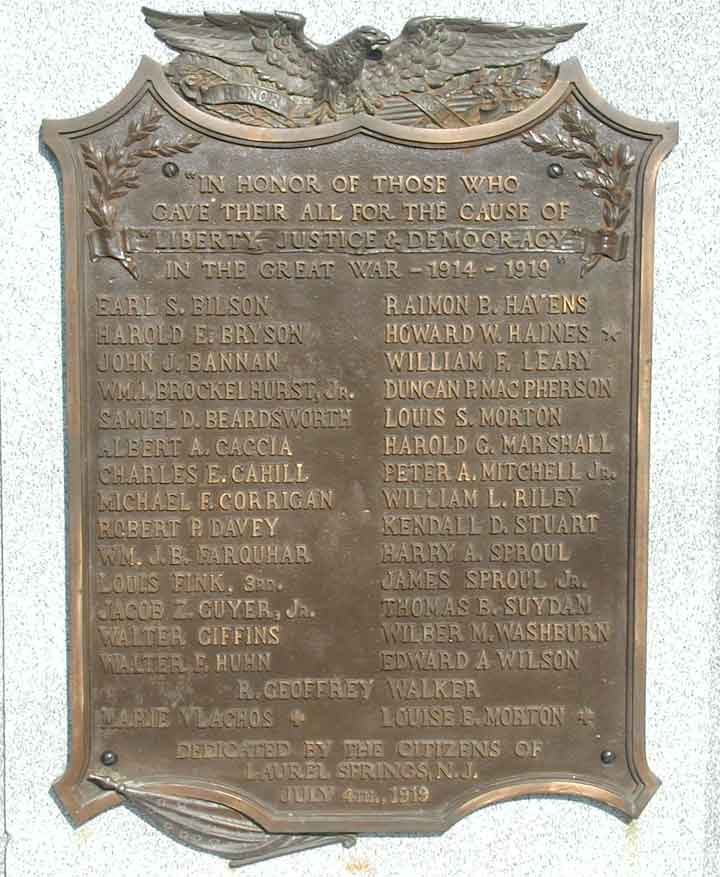 HONOR
"IN HONOR OF THOSE WHO
GAVE THEIR ALL FOR THE CAUSE OF
"LIBERTY, JUSTICE & DEMOCRACY"
IN THE GREAT WAR - 1914 - 1919"
EARL S. BILSON RAIMON B. HAVENS
HAROLD E. BRYSON HOWARD W. HAINES ★
JOHN J. BANNAN WILLIAM F. LEARY
WM. I. BROCKELHURST, JR. DUNCAN P. MAC PHERSON
SAMUEL D. BEARDSWORTH LOUIS S. MORTON
ALBERT A. CACCIA HAROLD G. MARSHALL
CHARLES E. CAHILL PETER A. MITCHELL JR.
MICHAEL F. CORRIGAN WILLIAM L. RILEY
ROBERT P. DAVEY KENDALL D. STUART
WM. J. B. FARQUHAR HARRY A. SPROUL
LOUIS FINK, 3RD. JAMES SPROUL JR.
JACOB Z. GUYER, JR. THOMAS B. SUYDAM
WALTER GIFFINS WILBER M. WASHBURN
WALTER F. HUHN EDWARD A WILSON
R. GEOFFREY WALKER
MARIE VLACHOS ✚ LOUISE E. MORTON ✚
DEDICATED BY THE CITIZENS OF
LAUREL SPRINGS, N.J.
JULY 4TH., 1919